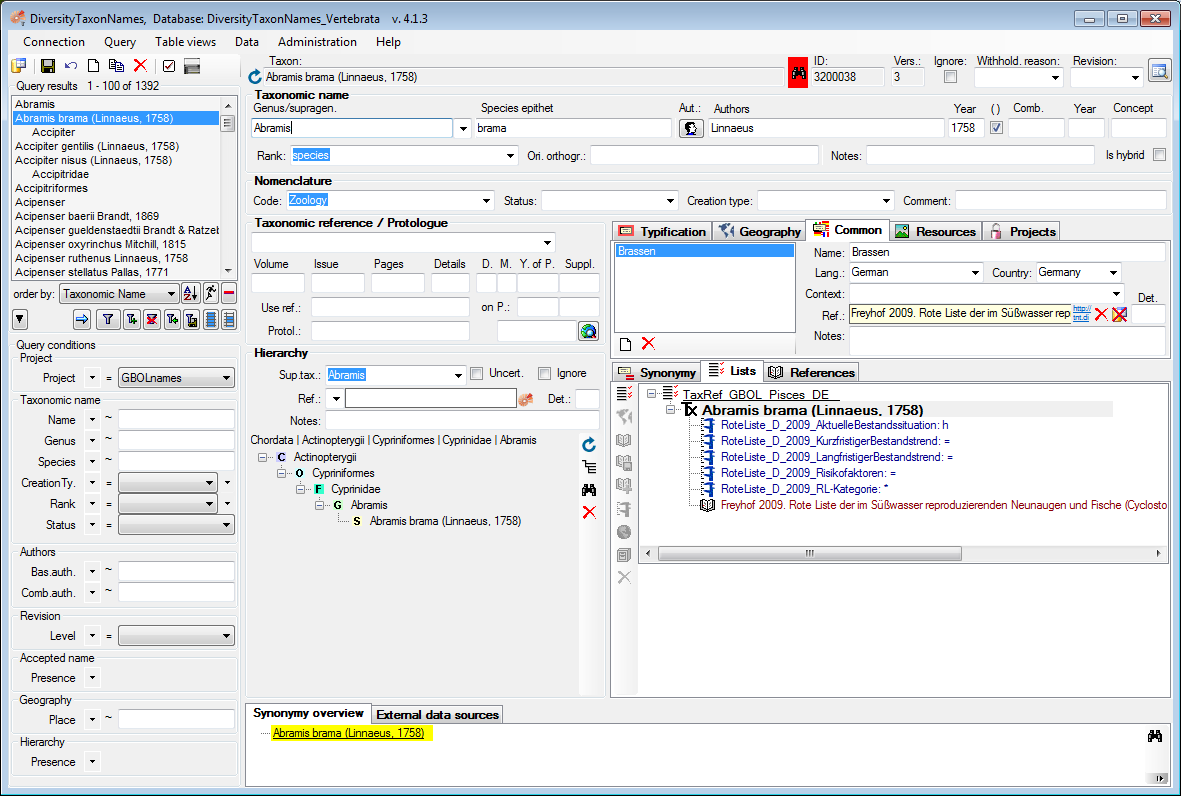 DiversityTaxonNames, Database: DiversityTaxonNames_Vertebrata v. 4.1.3
Connection Query Table views Data Administration Help
Query results 1 - 100 of 1392
Abramis
Abramis brama (Linnaeus, 1758)
Accipiter
Accipiter gentilis (Linnaeus, 1758)
Accipiter nisus (Linnaeus, 1758)
Accipitridae
Accipitriformes
Acipenser
Acipenser baerii Brandt, 1869
Acipenser gueldenstaedtii Brandt & Ratzeb
Acipenser oxyrinchus Mitchill, 1815
Acipenser ruthenus Linnaeus, 1758
Acipenser stellatus Pallas, 1771
order by: Taxonomic Name
Query conditions
Project
Project = GBOLnames
Taxonomic name
Name ~
Genus ~
Species ~
CreationTy. =
Rank =
Status =
Authors
Bas.auth. ~
Comb.auth. ~
Revision
Level =
Accepted name
Presence
Geography
Place ~
Hierarchy
Presence
Taxon: ID: Vers.: Ignore: Withhold. reason: Revision:
Abramis brama (Linnaeus, 1758) 3200038 3
Taxonomic name
Genus/supragen. Species epithet Aut.: Authors Year ( ) Comb. Year Concept
Abramis brama Linnaeus 1758
Rank: species Ori. orthogr.: Notes: Is hybrid
Nomenclature
Code: Zoology Status: Creation type: Comment:
Taxonomic reference / Protologue
Volume Issue Pages Details D. M. Y. of P. Suppl.
Use ref.: on P.:
Protol.:
Hierarchy
Sup.tax.: Abramis Uncert. Ignore
Ref.: Det.:
Notes:
Chordata | Actinopterygii | Cypriniformes | Cyprinidae | Abramis
C Actinopterygii
O Cypriniformes
F Cyprinidae
G Abramis
S Abramis brama (Linnaeus, 1758)
Typification Geography Common Resources Projects
Brassen
Name: Brassen
Lang.: German Country: Germany
Context: Det.
Ref.: Freyhof 2009. Rote Liste der im Süßwasser rep http:// tnt.di
Notes:
Synonymy Lists References
TaxRef_GBOL_Pisces_DE
Tx Abramis brama (Linnaeus, 1758)
RoteListe_D_2009_AktuelleBestandssituation: h
RoteListe_D_2009_KurzfristigerBestandstrend: =
RoteListe_D_2009_LangfristigerBestandstrend: =
RoteListe_D_2009_Risikofaktoren: =
RoteListe_D_2009_RL-Kategorie: *
Freyhof 2009. Rote Liste der im Süßwasser reproduzierenden Neunaugen und Fische (Cyclosto
Synonymy overview External data sources
Abramis brama (Linnaeus, 1758)